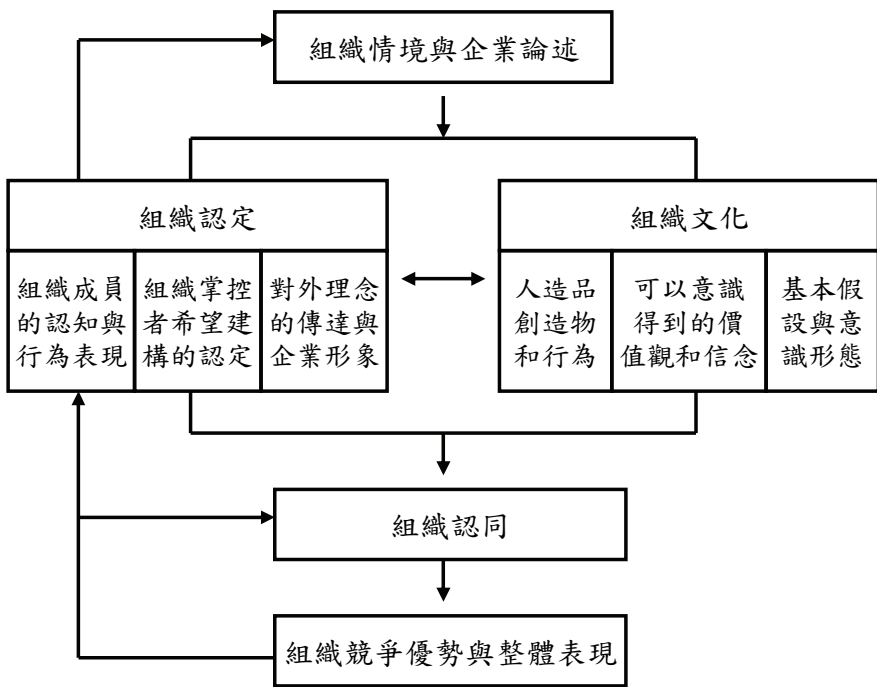 組織情境與企業論述
組織認定
組織成員
的認知與
行為表現
組織掌控
者希望建
構的認定
對外理念
的傳達與
企業形象
組織文化
人造品
創造物
和行為
可以意識
得到的價
值觀和信念
基本假
設與意
識形態
組織認同
組織競爭優勢與整體表現